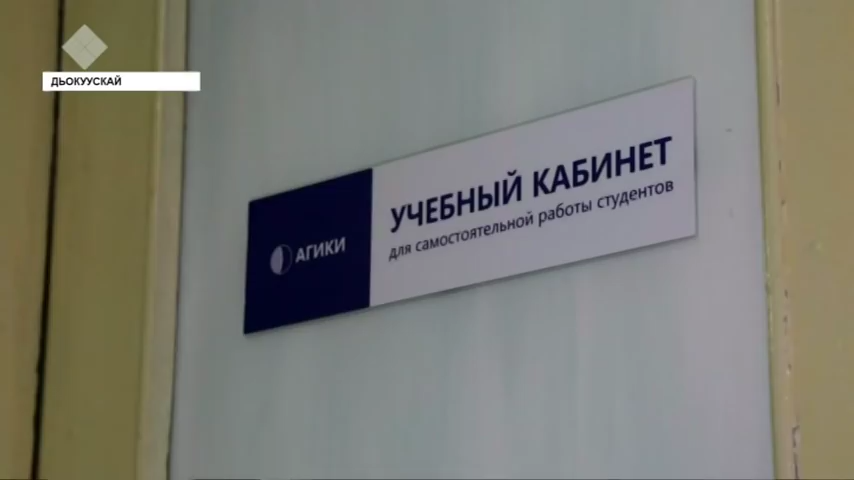 ДЬОКУУСКАЙ
АГИКИ
УЧЕБНЫЙ КАБИНЕТ
для самостоятельной работы студентов